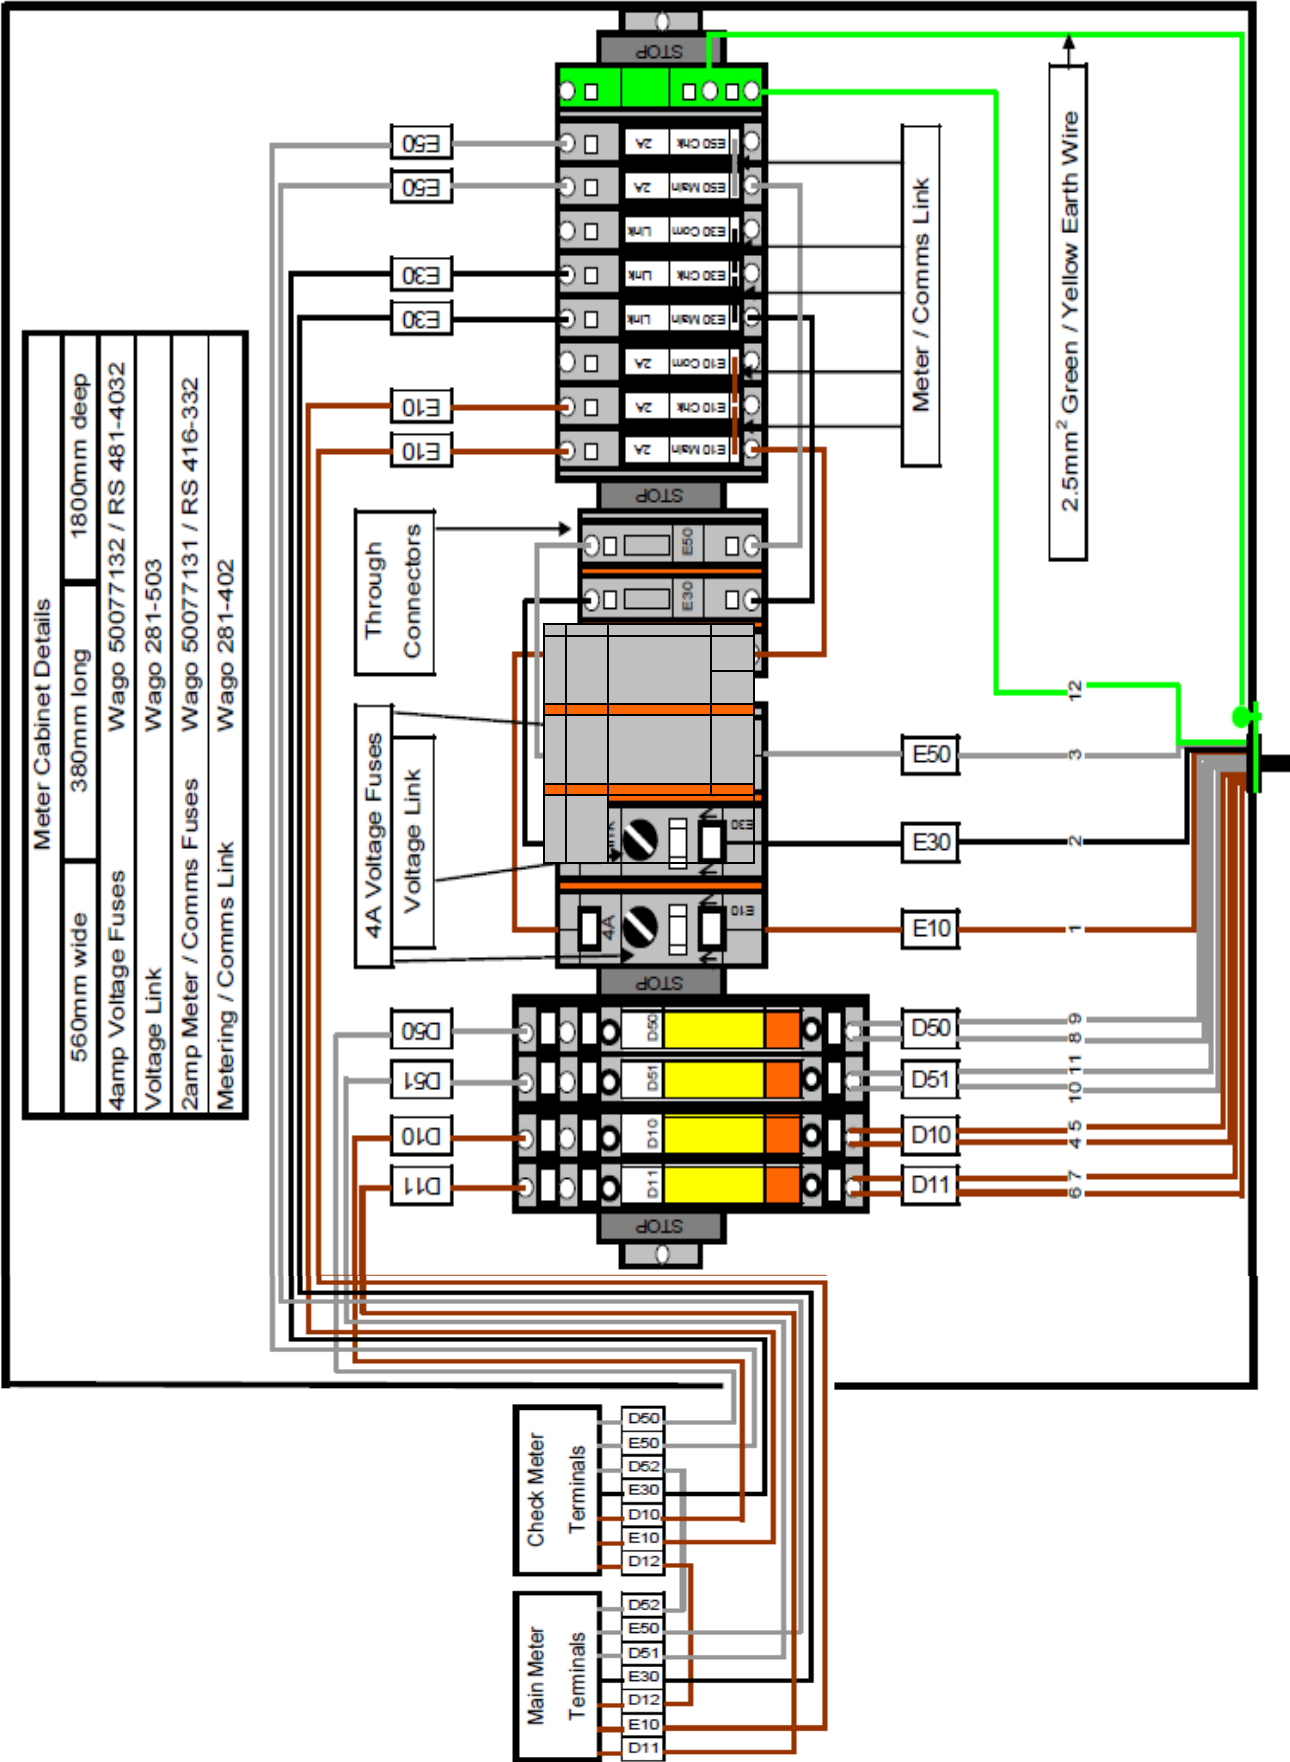 Meter Cabinet Details
560mm wide 380mm long 1800mm deep
4amp Voltage Fuses Wago 50077132 / RS 481-4032
Voltage Link Wago 281-503
2amp Meter / Comms Fuses Wago 50077131 / RS 416-332
Metering / Comms Link Wago 281-402
E50
E50
E30
E30
E10
E10
Through
Connectors
4A Voltage Fuses
Voltage Link
D50
D51
D10
D11
STOP
2A E50 Chk
2A E50 Main
Link E30 Com
Link E30 Chk
Link E30 Main
2A E10 Com
2A E10 Chk
2A E10 Main
STOP
E50
E30
E30
4A E10
STOP
D50
D51
D10
D11
STOP
Meter / Comms Link
2.5mm² Green / Yellow Earth Wire
12
E50 3
E30 2
E10 1
D50 9
8
D51 11
10
D10 5
4
D11 7
6
Check Meter
Terminals
D50
E50
D52
E30
D10
E10
D12
Main Meter
Terminals
D52
E50
D51
E30
D12
E10
D11